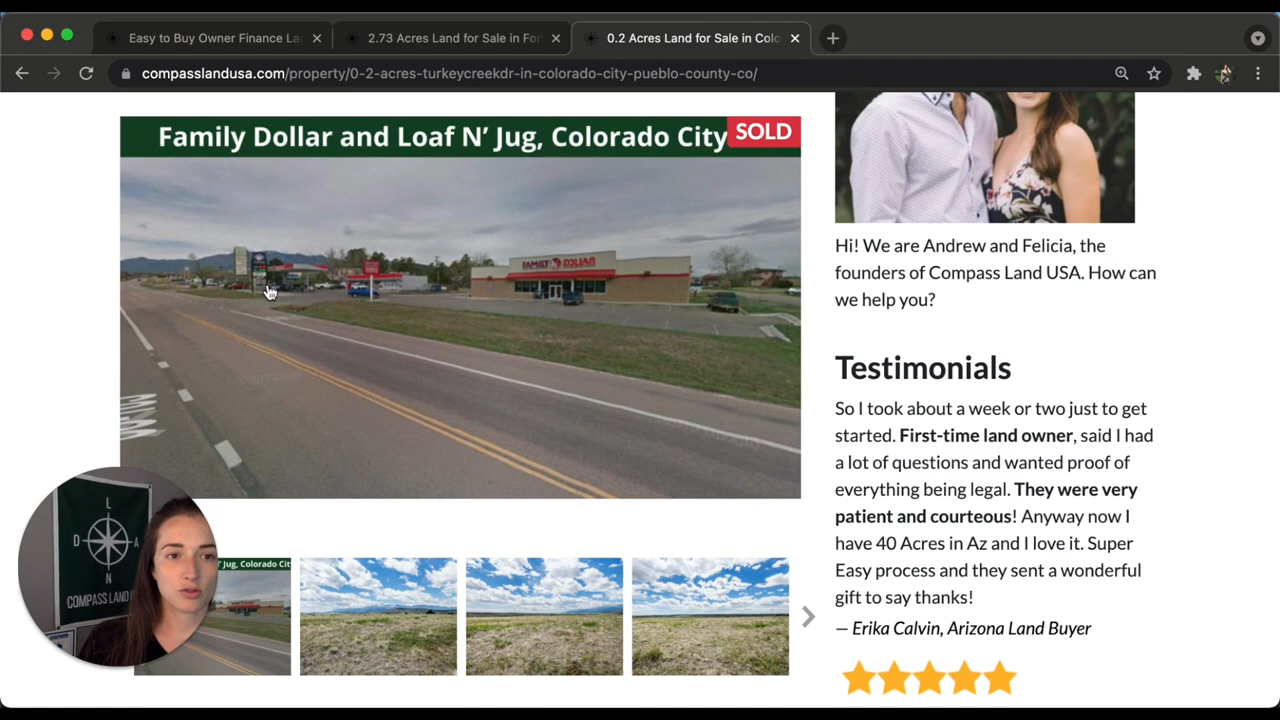 Easy to Buy Owner Finance La
2.73 Acres Land for Sale in For
0.2 Acres Land for Sale in Colo
compasslandusa.com/property/0-2-acres-turkeycreekdr-in-colorado-city-pueblo-county-co/
Family Dollar and Loaf N’ Jug, Colorado City
SOLD
FAMILY DOLLAR
Hi! We are Andrew and Felicia, the
founders of Compass Land USA. How can
we help you?
Testimonials
So I took about a week or two just to get
started. First-time land owner, said I had
a lot of questions and wanted proof of
everything being legal. They were very
patient and courteous! Anyway now I
have 40 Acres in Az and I love it. Super
Easy process and they sent a wonderful
gift to say thanks!
— Erika Calvin, Arizona Land Buyer
L
D A
N
COMPASS LAND
’ Jug, Colorado Cit